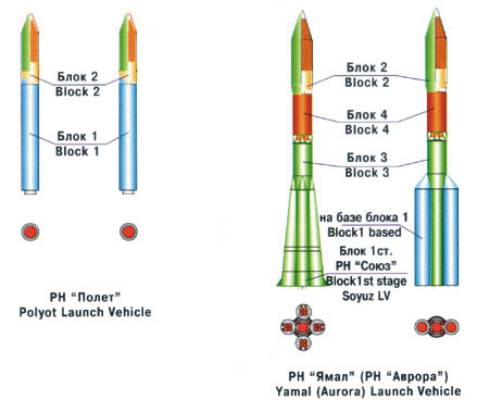 Блок 2
Block 2
Блок 1
Block 1
РН “Полет”
Polyot Launch Vehicle
Блок 2
Block 2
Блок 4
Block 4
Блок 3
Block 3
на базе блока 1
Block1 based
Блок 1ст.
РН “Союз”
Block1st stage
Soyuz LV
РН “Ямал” (РН “Аврора”)
Yamal (Aurora) Launch Vehicle